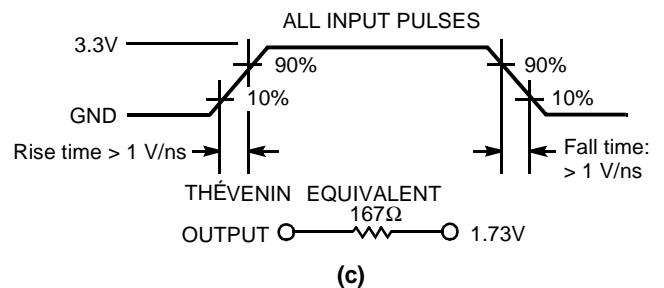 ALL INPUT PULSES
3.3V
90%
90%
10%
10%
GND
Rise time > 1 V/ns
Fall time:
> 1 V/ns
THÉVENIN EQUIVALENT
167Ω
OUTPUT
1.73V
(c)